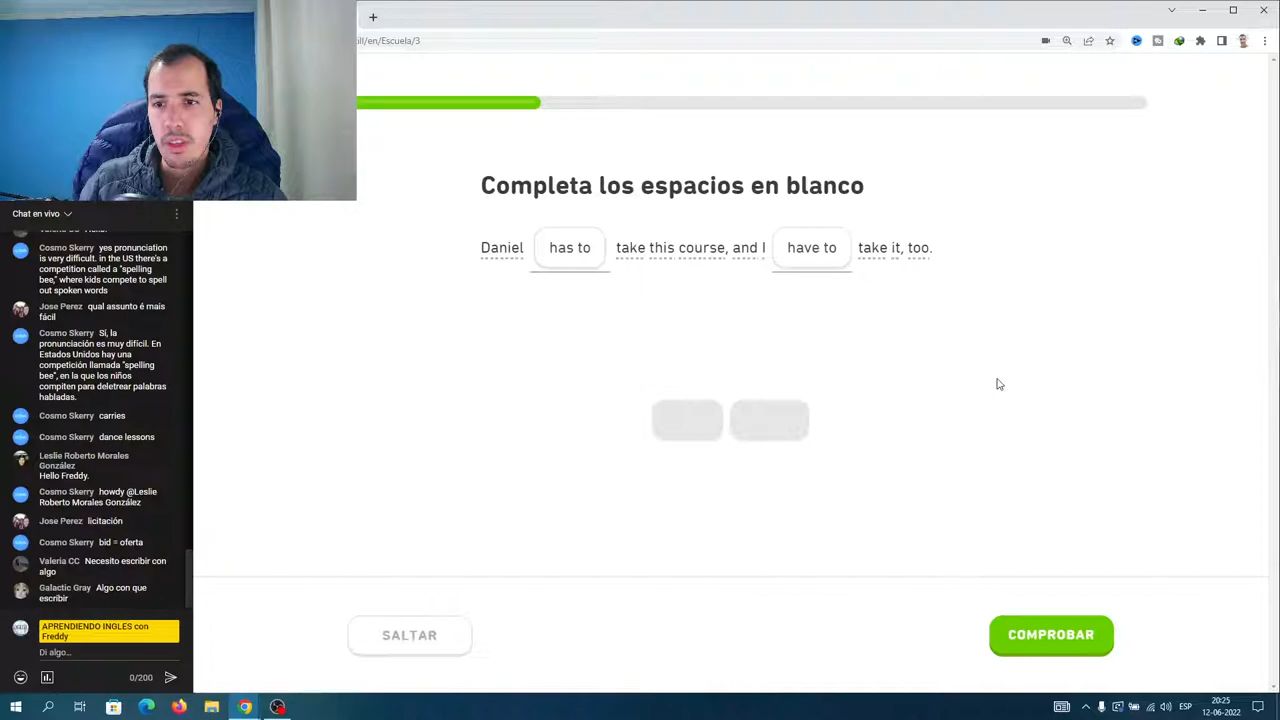 ill/en/Escuela/3
Chat en vivo
Cosmo Skerry yes pronunciation
is very difficult. in the US there's a
competition called a "spelling
bee," where kids compete to spell
out spoken words
Jose Perez qual assunto é mais
fácil
Cosmo Skerry Sí, la
pronunciación es muy difícil. En
Estados Unidos hay una
competición llamada "spelling
bee", en la que los niños
compiten para deletrear palabras
habladas.
Cosmo Skerry carries
Cosmo Skerry dance lessons
Leslie Roberto Morales
González
Hello Freddy.
Cosmo Skerry howdy @Leslie
Roberto Morales González
Jose Perez licitación
Cosmo Skerry bid = oferta
Valeria CC Necesito escribir con
algo
Galactic Gray Algo con que
escribir
APRENDIENDO INGLES con
Freddy
Di algo...
0/200
Completa los espacios en blanco
Daniel has to take this course, and I have to take it, too.
SALTAR
COMPROBAR
ESP
20:25
12-06-2022